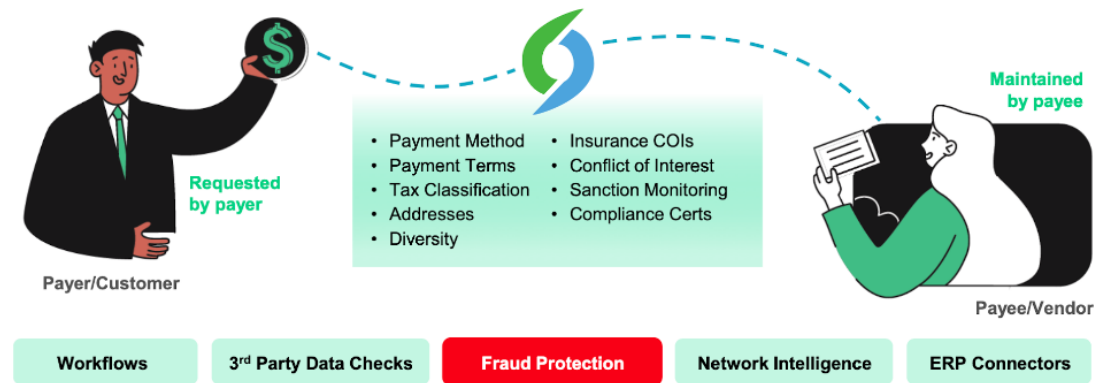 Maintained
by payee
• Payment Method
• Payment Terms
• Tax Classification
• Addresses
• Diversity
• Insurance COIs
• Conflict of Interest
• Sanction Monitoring
• Compliance Certs
Requested
by payer
Payer/Customer
Payee/Vendor
Workflows
3rd Party Data Checks
Fraud Protection
Network Intelligence
ERP Connectors